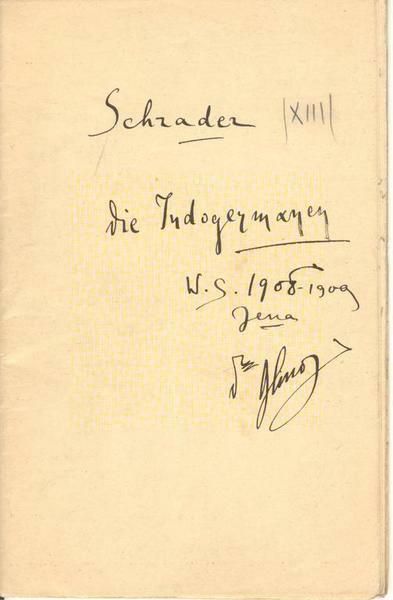 Schrader |XIII|
die Indogermanen
W. S. 1908-1909
Jena